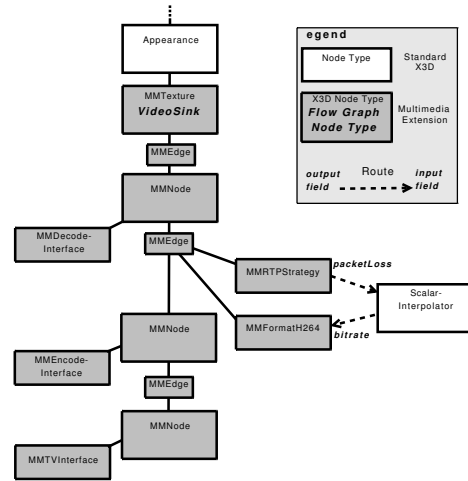 Appearance
MMTexture
VideoSink
MMEdge
MMNode
MMDecode-
Interface
MMEdge
MMRTPStrategy
packetLoss
Scalar-
Interpolator
MMFormatH264
bitrate
MMNode
MMEncode-
Interface
MMEdge
MMNode
MMTVInterface
egend
Node Type
Standard
X3D
X3D Node Type
Flow Graph
Node Type
Multimedia
Extension
output
field
Route
input
field